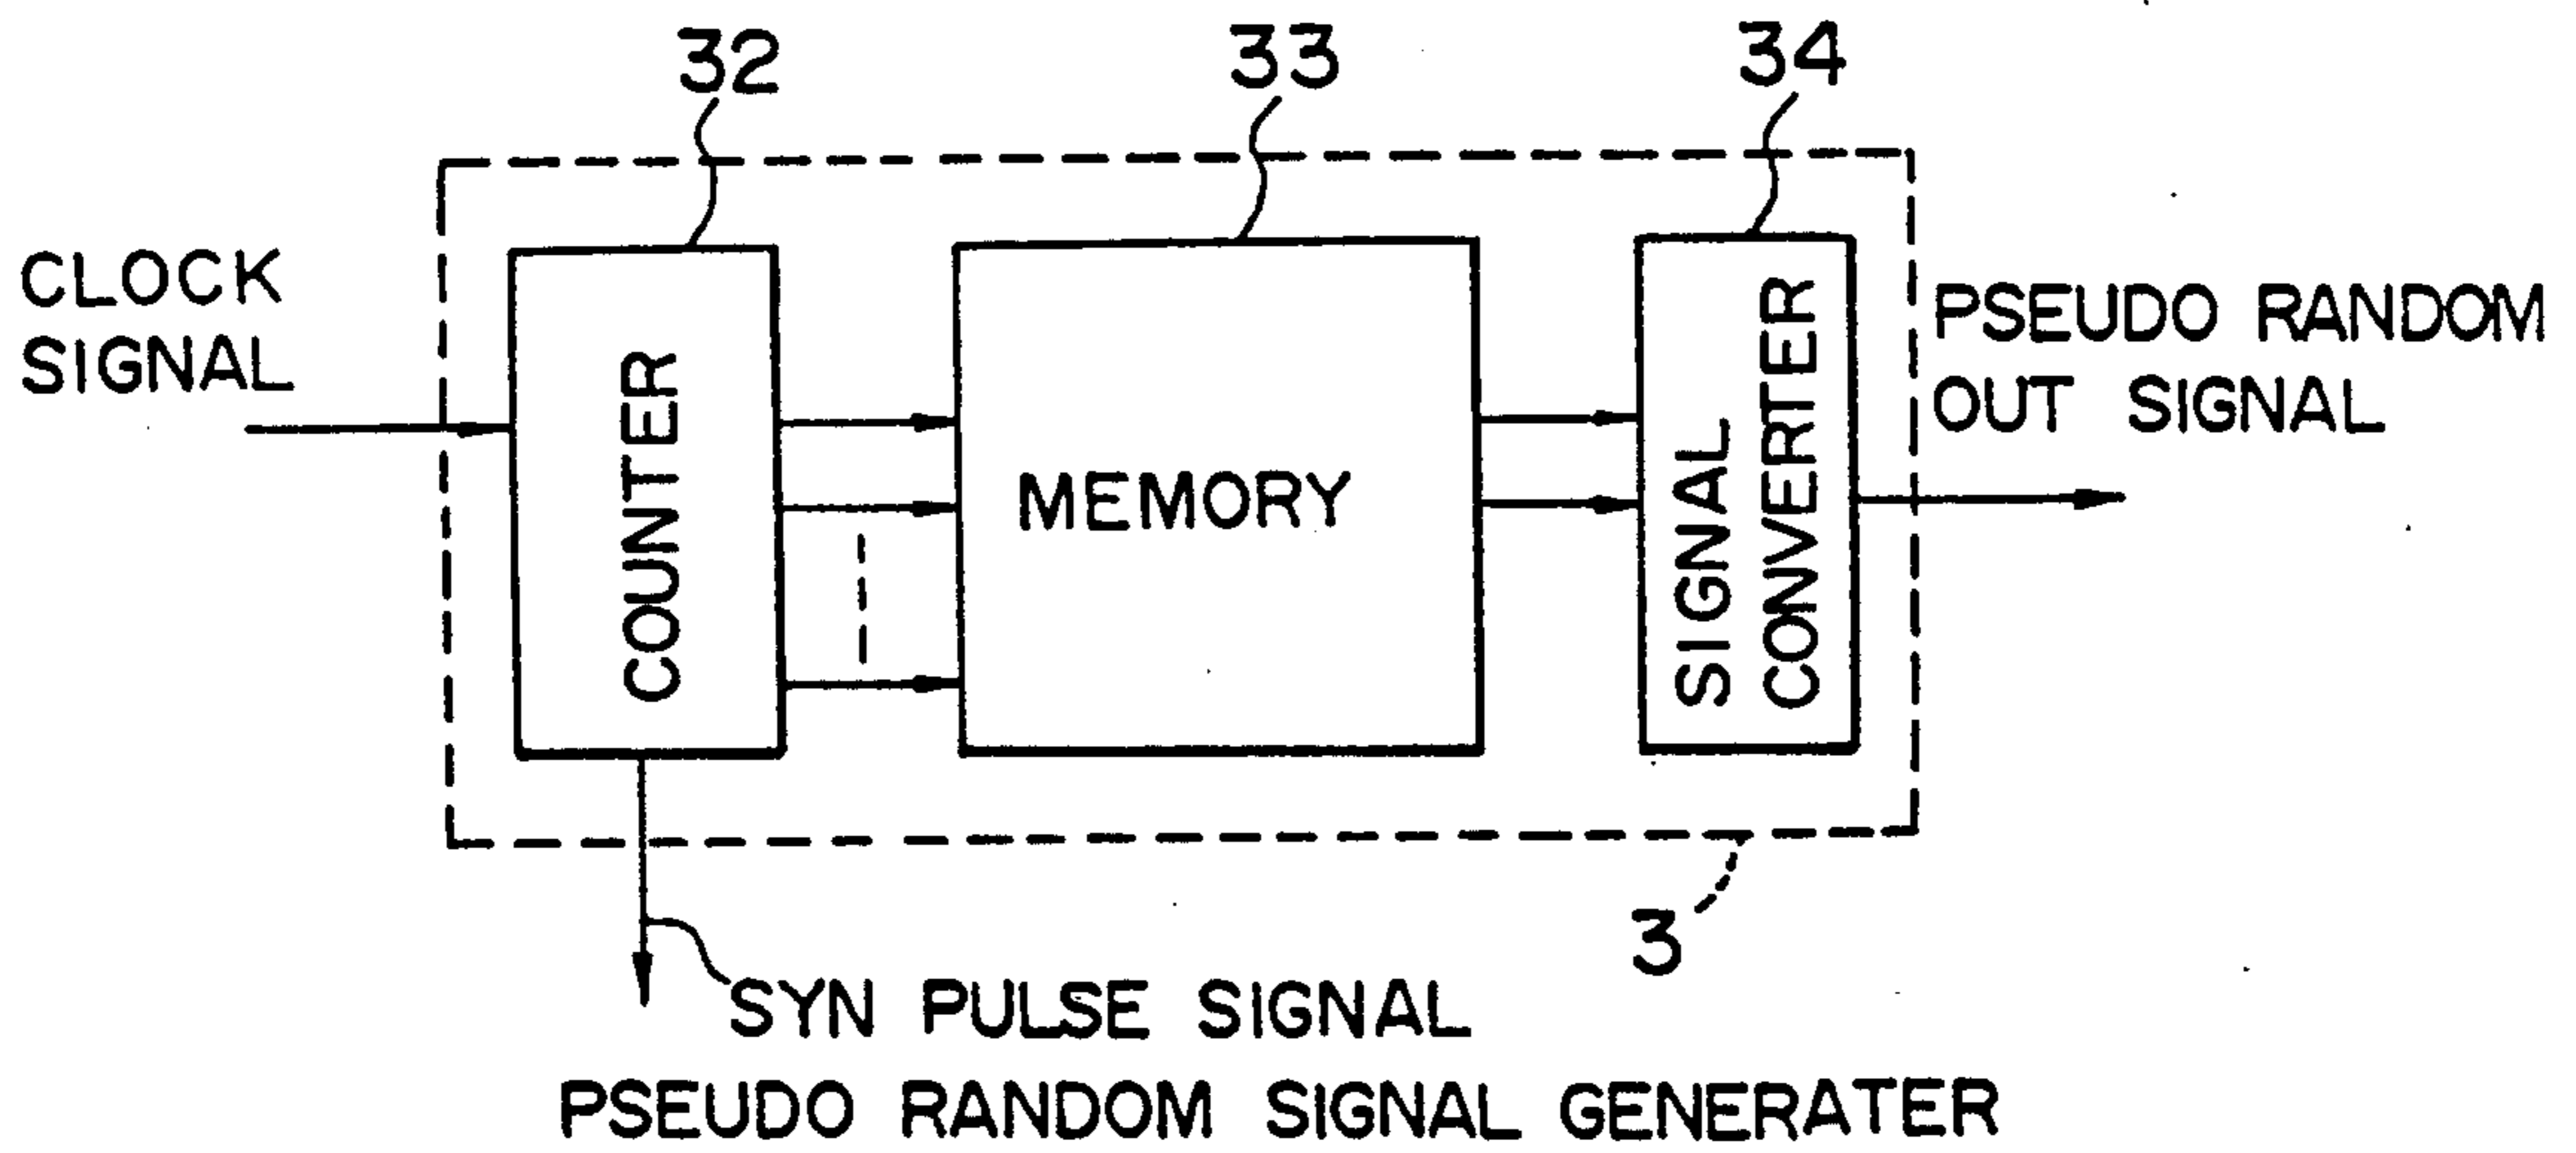 32
33
34
CLOCK
SIGNAL
COUNTER
MEMORY
SIGNAL
CONVERTER
PSEUDO RANDOM
OUT SIGNAL
3
SYN PULSE SIGNAL
PSEUDO RANDOM SIGNAL GENERATER